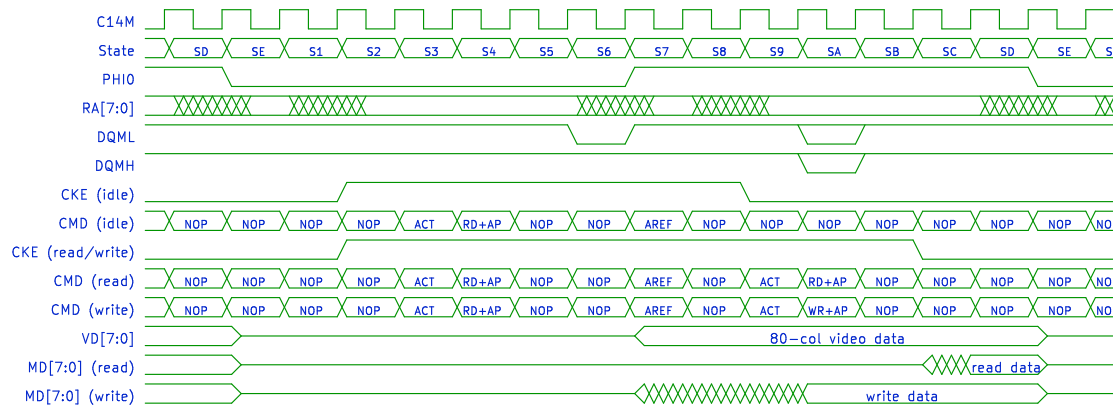 C14M
State SD SE S1 S2 S3 S4 S5 S6 S7 S8 S9 SA SB SC SD SE S
PHI0
RA[7:0]
DQML
DQMH
CKE (idle)
CMD (idle) NOP NOP NOP NOP ACT RD+AP NOP NOP AREF NOP NOP NOP NOP NOP NOP NOP NO
CKE (read/write)
CMD (read) NOP NOP NOP NOP ACT RD+AP NOP NOP AREF NOP ACT RD+AP NOP NOP NOP NOP NO
CMD (write) NOP NOP NOP NOP ACT RD+AP NOP NOP AREF NOP ACT WR+AP NOP NOP NOP NOP NO
VD[7:0] 80-col video data
MD[7:0] (read) read data
MD[7:0] (write) write data